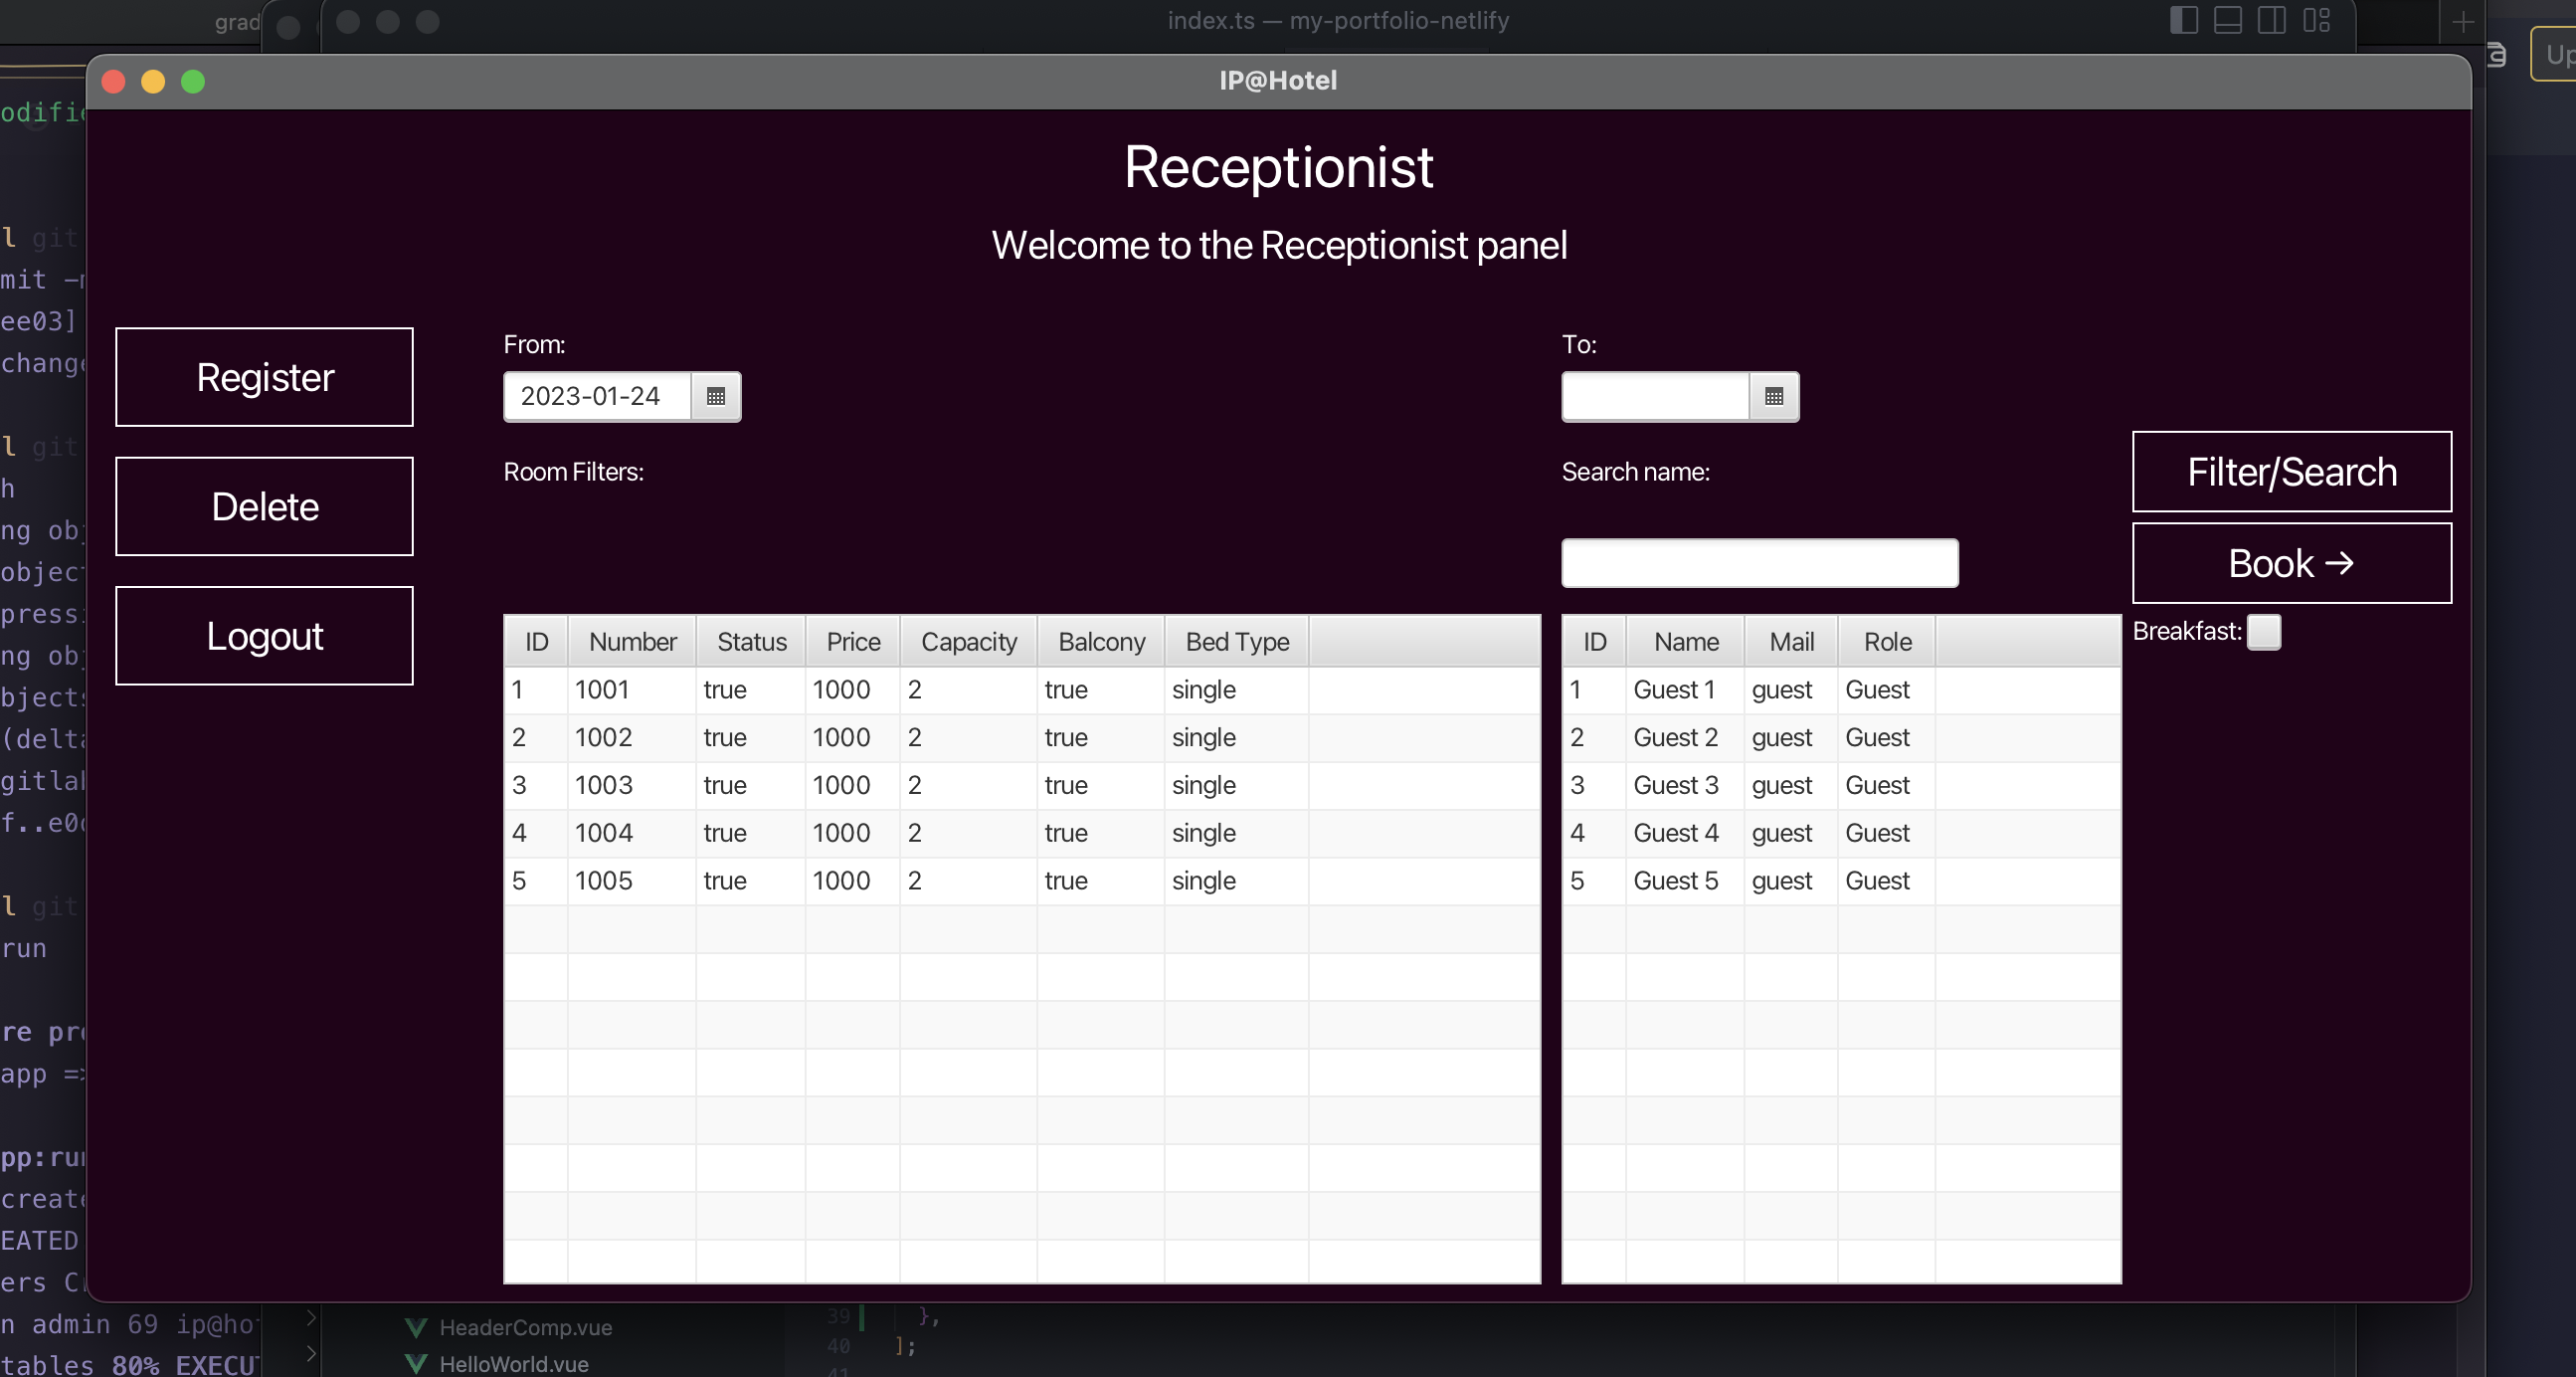 index.ts — my-portfolio-netlify
IP@Hotel
Receptionist
Welcome to the Receptionist panel
Register
Delete
Logout
From:
2023-01-24
To:
Room Filters:
Search name:
Filter/Search
Book →
Breakfast:
ID Number Status Price Capacity Balcony Bed Type
1 1001 true 1000 2 true single
2 1002 true 1000 2 true single
3 1003 true 1000 2 true single
4 1004 true 1000 2 true single
5 1005 true 1000 2 true single
ID Name Mail Role
1 Guest 1 guest Guest
2 Guest 2 guest Guest
3 Guest 3 guest Guest
4 Guest 4 guest Guest
5 Guest 5 guest Guest
grad
odifie
l git
mit
ee03]
change
l git
h
ng obj
object
press
ng obj
bjects
(delta
gitlab
f..e0
l git
run
re pr
app =>
pp:run
create
EATED
ers C
n admin 69 ip@ho
tables 80% EXECUT
HeaderComp.vue
HelloWorld.vue
39 },
40 ];
41
Up